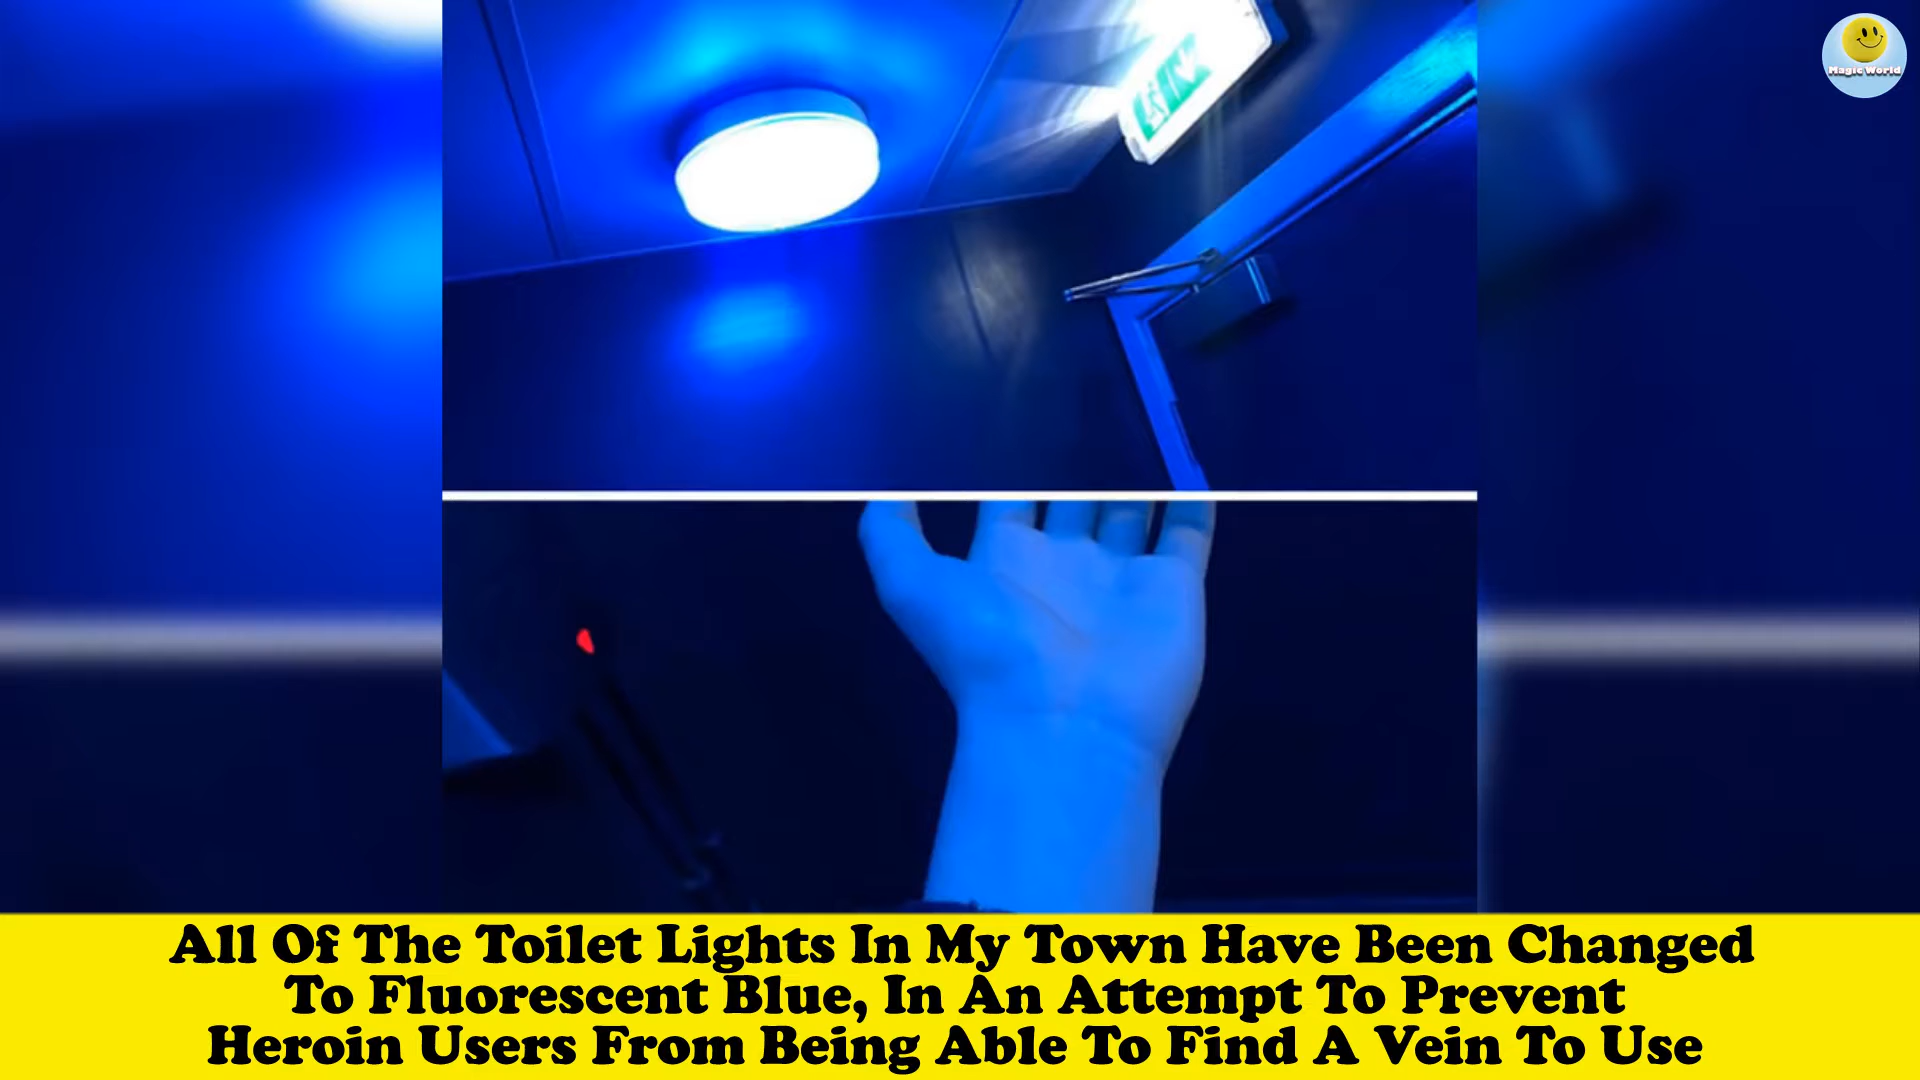 Magic World
All Of The Toilet Lights In My Town Have Been Changed
To Fluorescent Blue, In An Attempt To Prevent
Heroin Users From Being Able To Find A Vein To Use